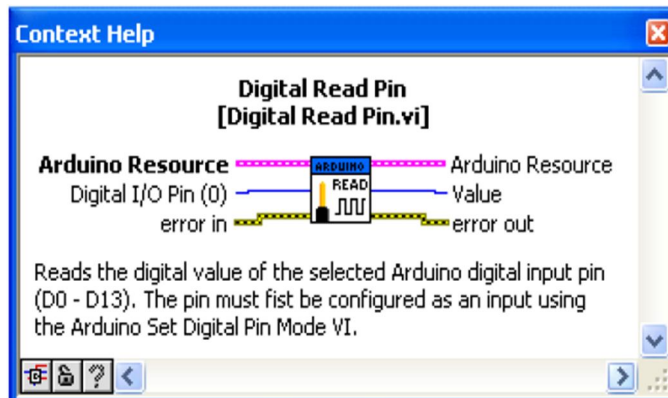 Context Help
Digital Read Pin
[Digital Read Pin.vi]
Arduino Resource
ARDUINO
Arduino Resource
Digital I/O Pin (0)
READ
Value
error in
error out
Reads the digital value of the selected Arduino digital input pin
(D0 - D13). The pin must fist be configured as an input using
the Arduino Set Digital Pin Mode VI.
?